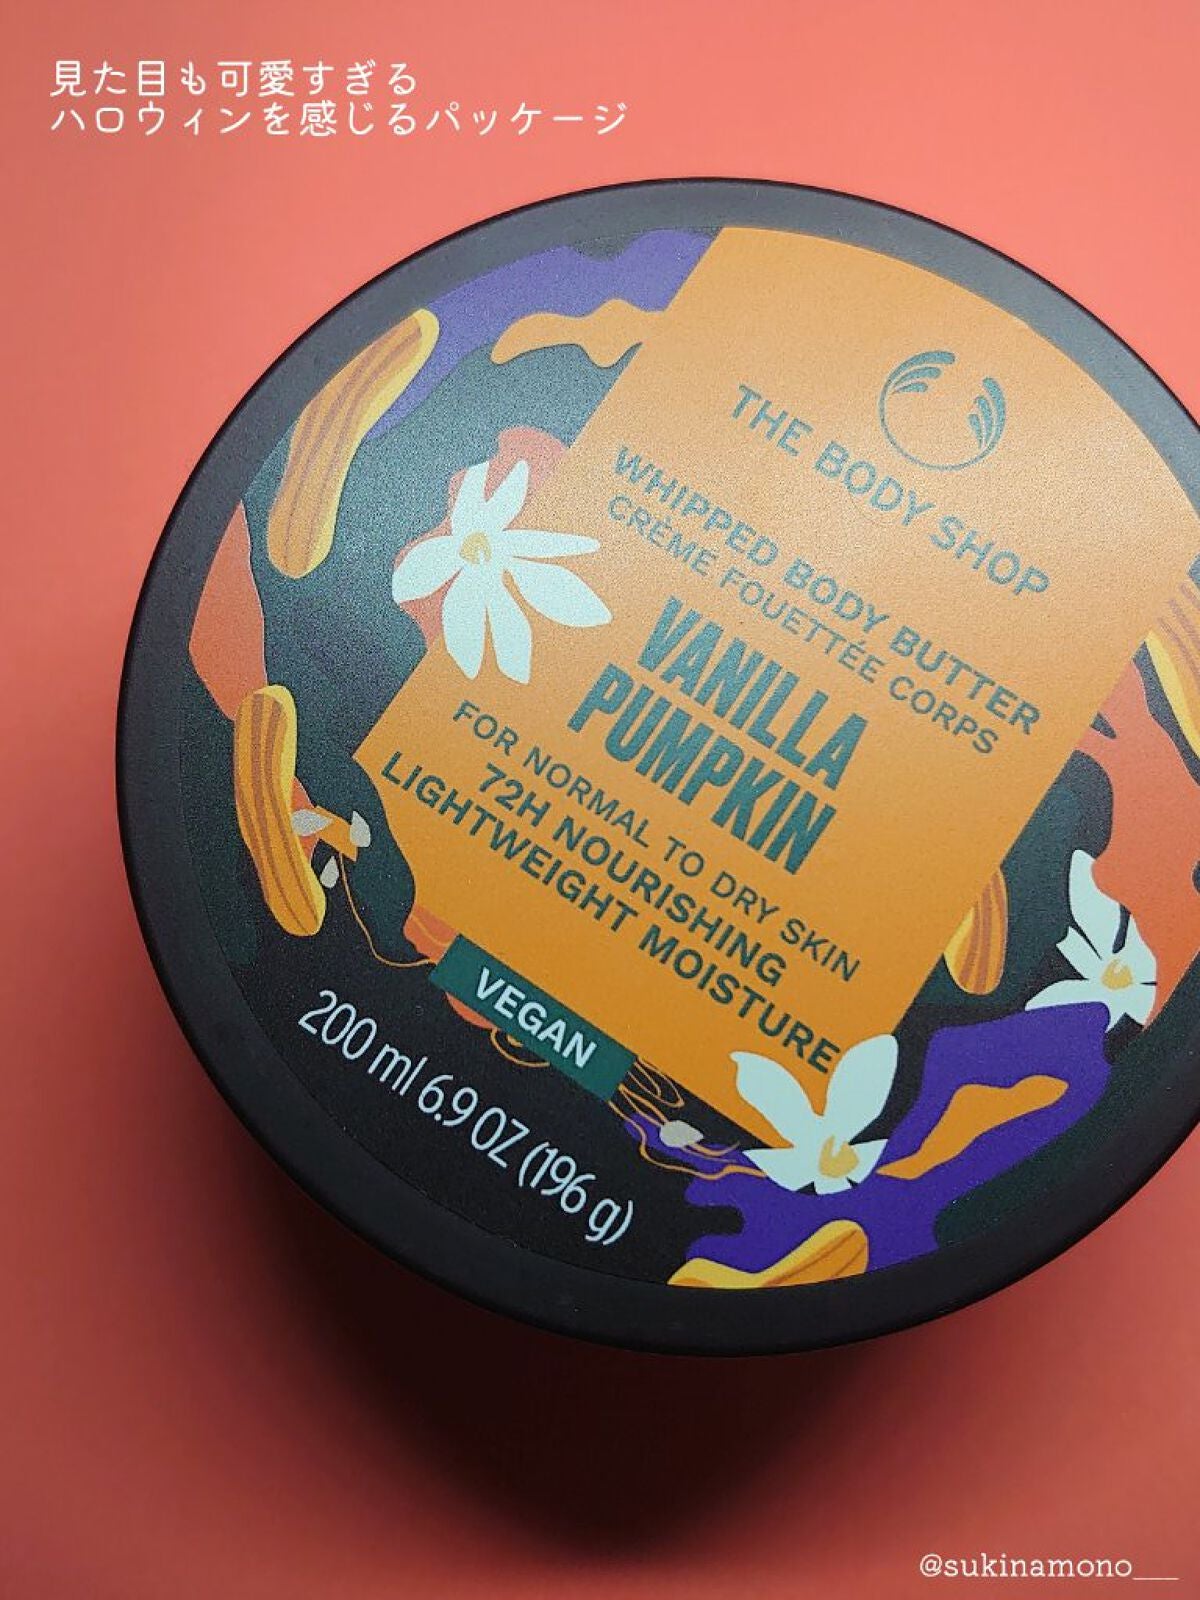 見た目も可愛すぎる
ハロウィンを感じるパッケージ
THE BODY SHOP
WHIPPED BODY BUTTER
CRÈME FOUETTÉE CORPS
VANILLA
PUMPKIN
FOR NORMAL TO DRY SKIN
72H NOURISHING
LIGHTWEIGHT MOISTURE
VEGAN
200 ml 6.9 OZ (196 g)
@sukinamono___